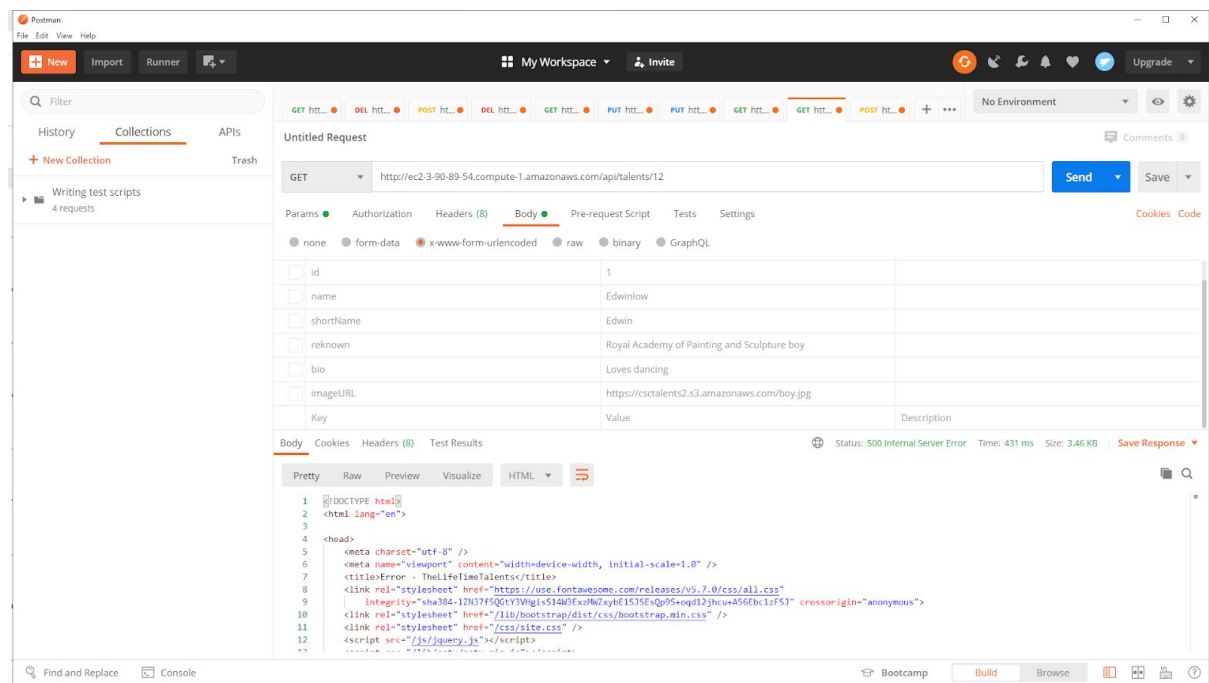 Postman
File Edit View Help
New Import Runner My Workspace Invite Upgrade
Filter
History Collections APIs
+ New Collection Trash
Writing test scripts
4 requests
GET htt... DEL htt... POST htt... DEL htt... GET htt... PUT htt... PUT htt... GET htt... GET htt... POST ht... + ••• No Environment
Untitled Request Comments 0
GET http://ec2-3-90-89-54.compute-1.amazonaws.com/api/talents/12 Send Save
Params Authorization Headers (8) Body Pre-request Script Tests Settings Cookies Code
none form-data x-www-form-urlencoded raw binary GraphQL
id 1
name Edwinlow
shortName Edwin
reknown Royal Academy of Painting and Sculpture boy
bio Loves dancing
imageURL https://csctalents2.s3.amazonaws.com/boy.jpg
Key Value Description
Body Cookies Headers (8) Test Results Status: 500 Internal Server Error Time: 431 ms Size: 3.46 KB Save Response
Pretty Raw Preview Visualize HTML
1 <!DOCTYPE html>
2 <html lang="en">
3
4 <head>
5 <meta charset="utf-8" />
6 <meta name="viewport" content="width=device-width, initial-scale=1.0" />
7 <title>Error - TheLifeTimeTalents</title>
8 <link rel="stylesheet" href="https://use.fontawesome.com/releases/v5.7.0/css/all.css"
9 crossorigin="anonymous">
10 <link rel="stylesheet" href="/lib/bootstrap/dist/css/bootstrap.min.css" />
11 <link rel="stylesheet" href="/css/site.css" />
12 <script src="/js/jquery.js"></script>
Find and Replace Console Bootcamp Build Browse